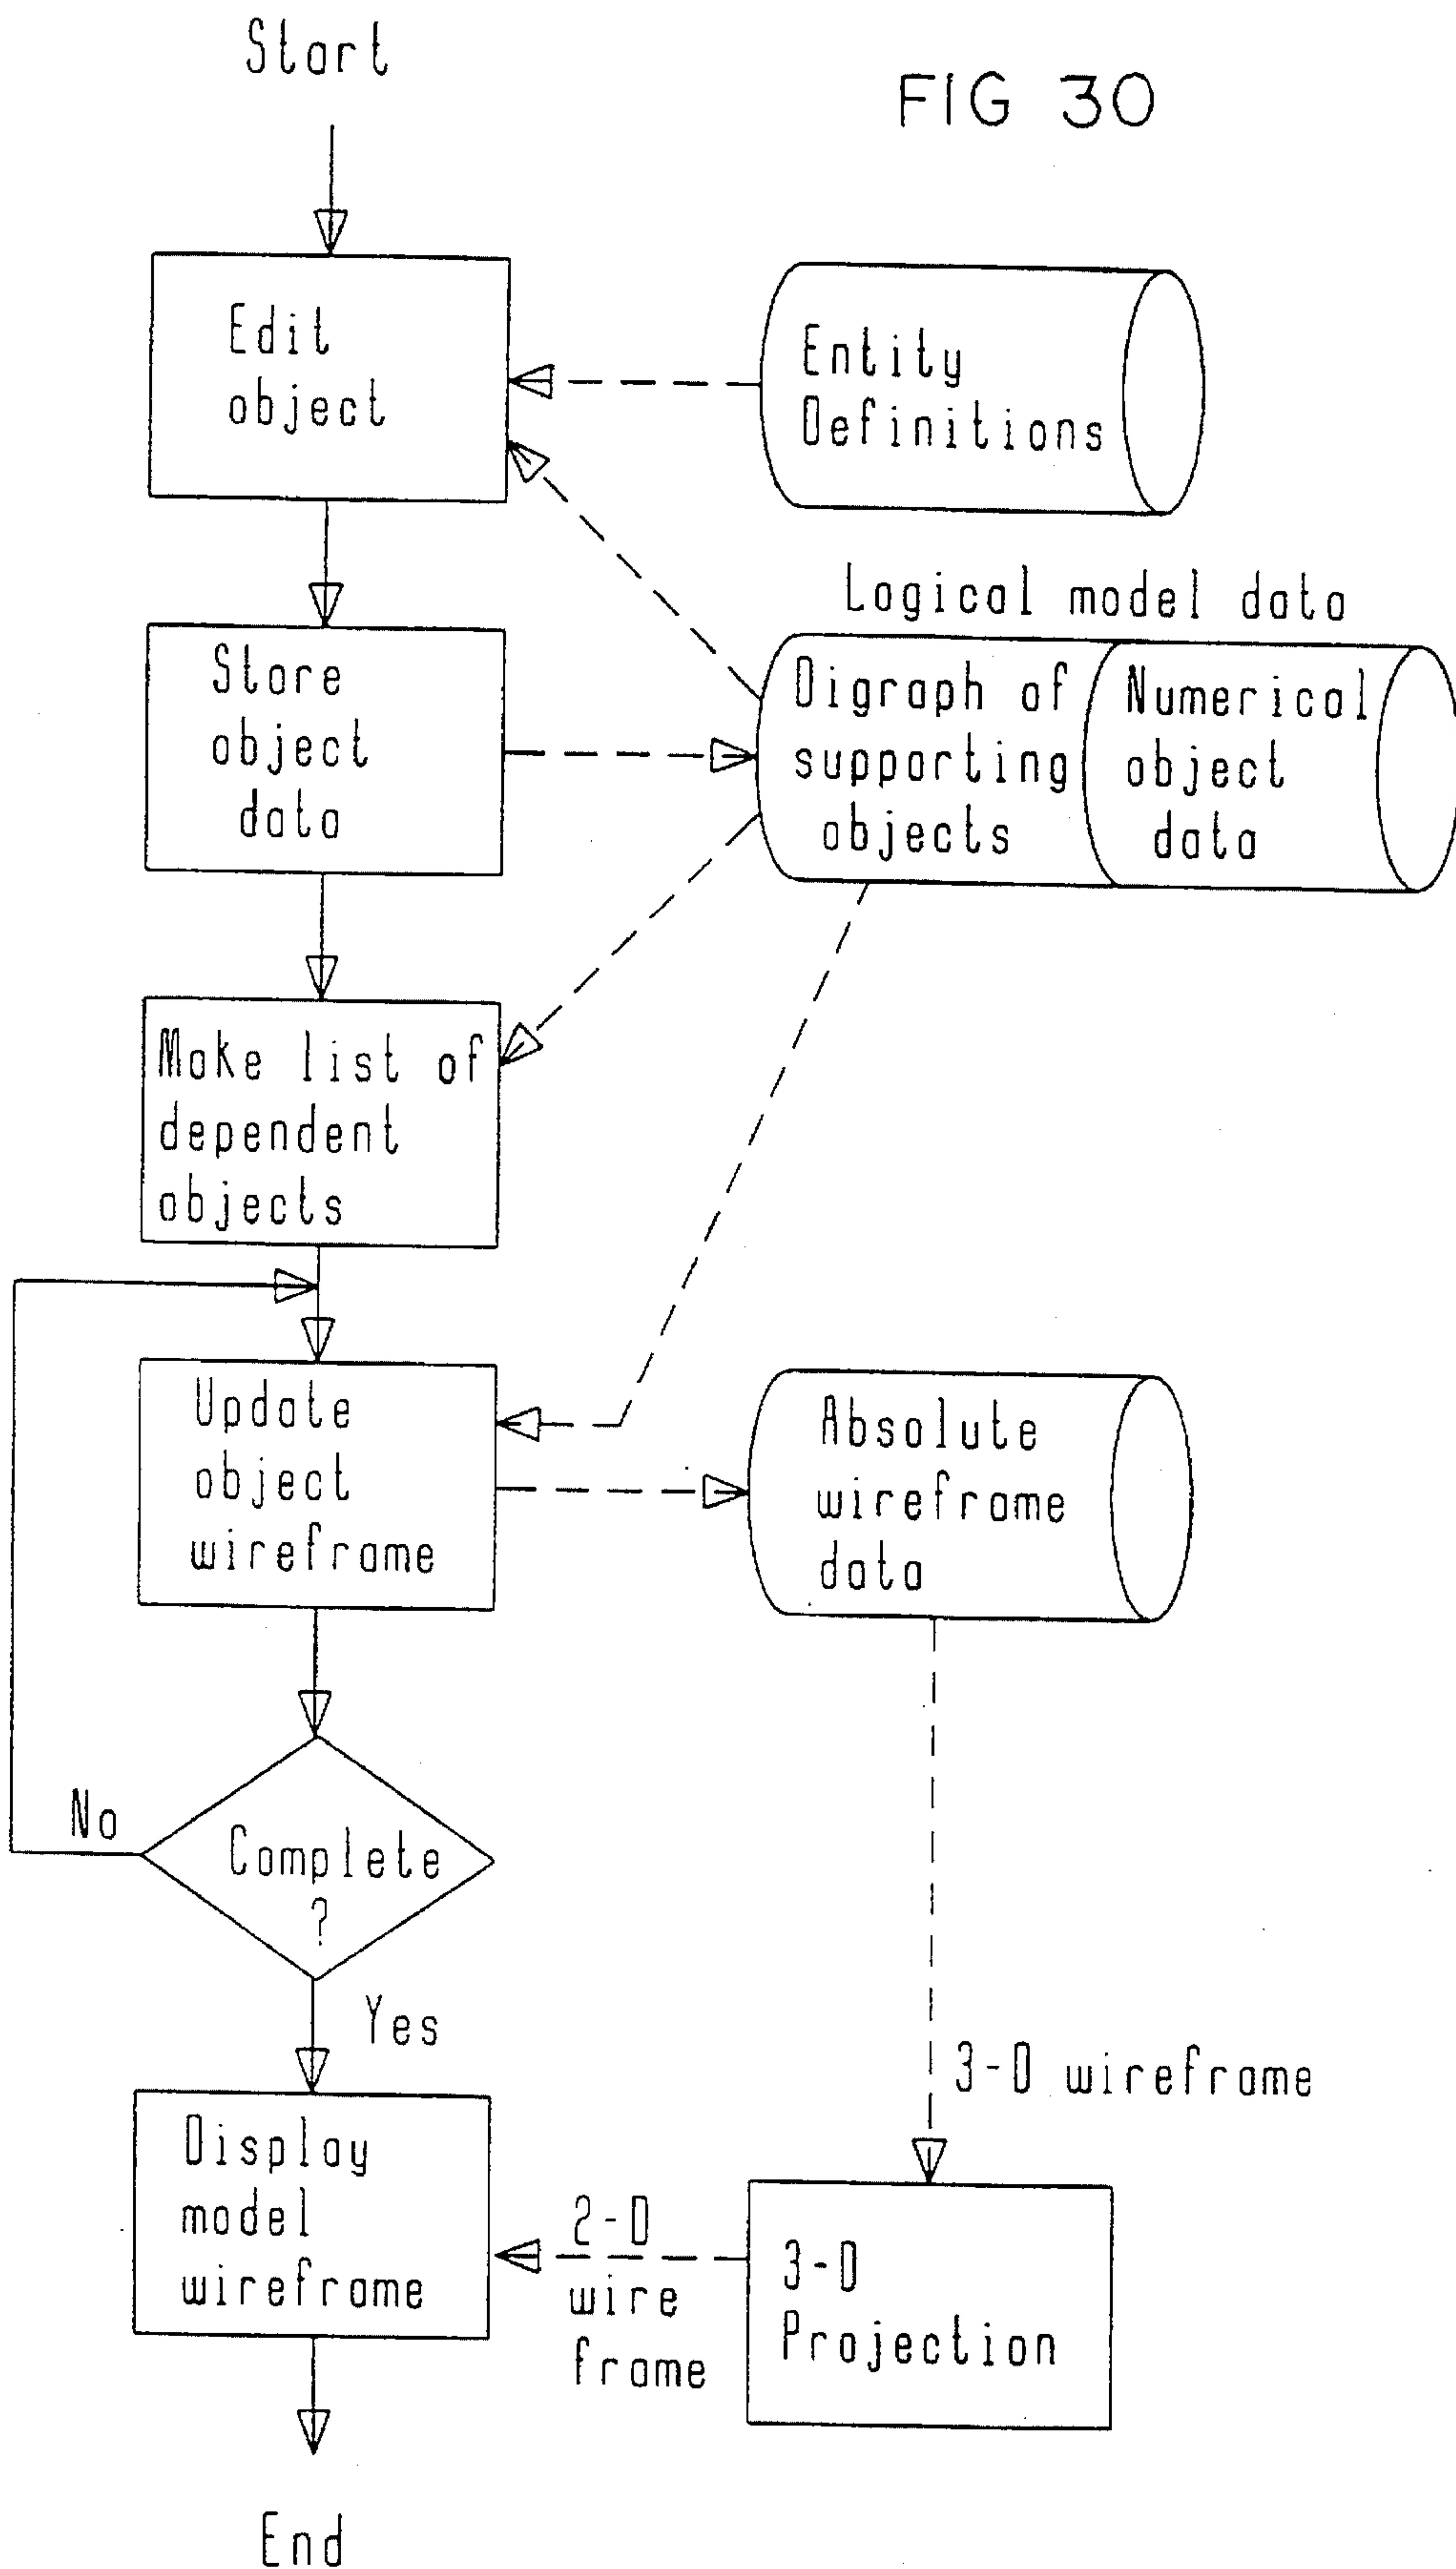 Start
FIG 30
Edit
object
Entity
Definitions
Logical model data
Store
object
data
Digraph of
supporting
objects
Numerical
object
data
Make list of
dependent
objects
Update
object
wireframe
Absolute
wireframe
data
No
Complete
?
Yes
3-D wireframe
Display
model
wireframe
2-D
wire
frame
3-D
Projection
End